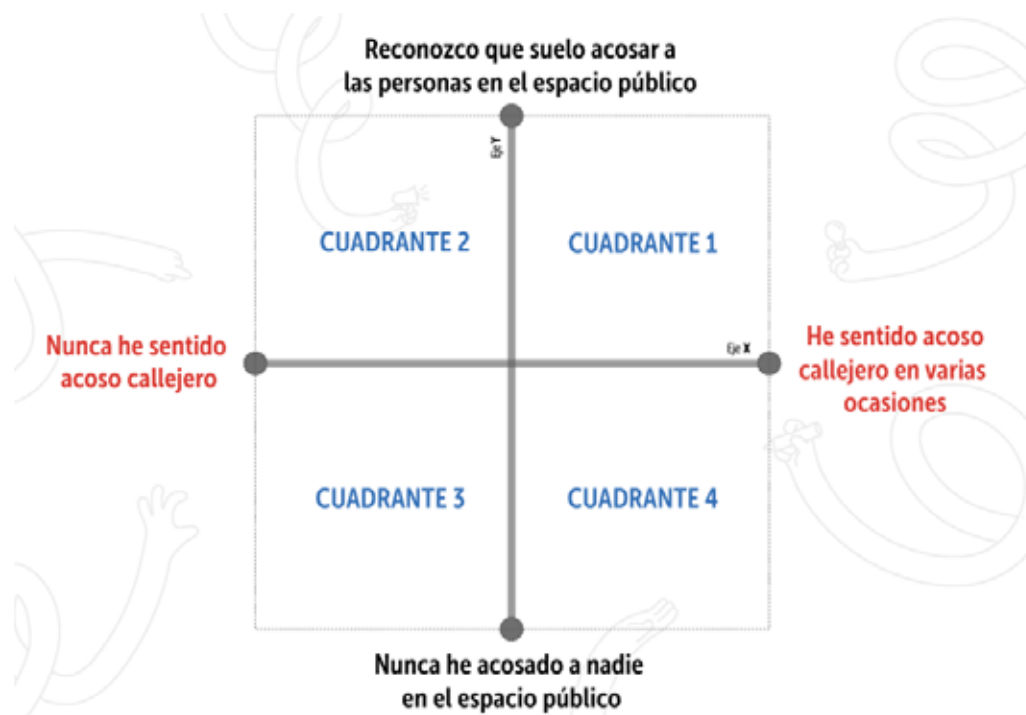 Reconozco que suelo acosar a
las personas en el espacio público
Eje Y
CUADRANTE 2
CUADRANTE 1
Nunca he sentido
acoso callejero
Eje X
He sentido acoso
callejero en varias
ocasiones
CUADRANTE 3
CUADRANTE 4
Nunca he acosado a nadie
en el espacio público